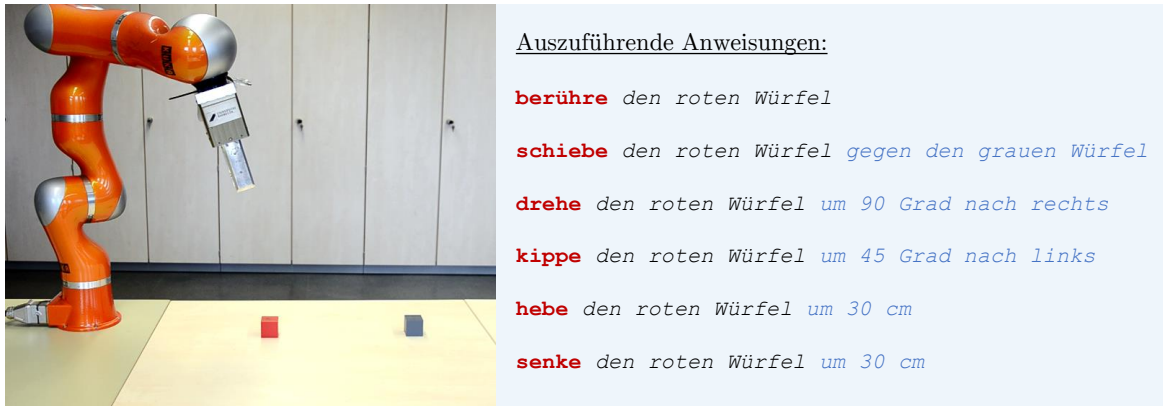 Auszuführende Anweisungen:
berühre den roten Würfel
schiebe den roten Würfel gegen den grauen Würfel
drehe den roten Würfel um 90 Grad nach rechts
kippe den roten Würfel um 45 Grad nach links
hebe den roten Würfel um 30 cm
senke den roten Würfel um 30 cm